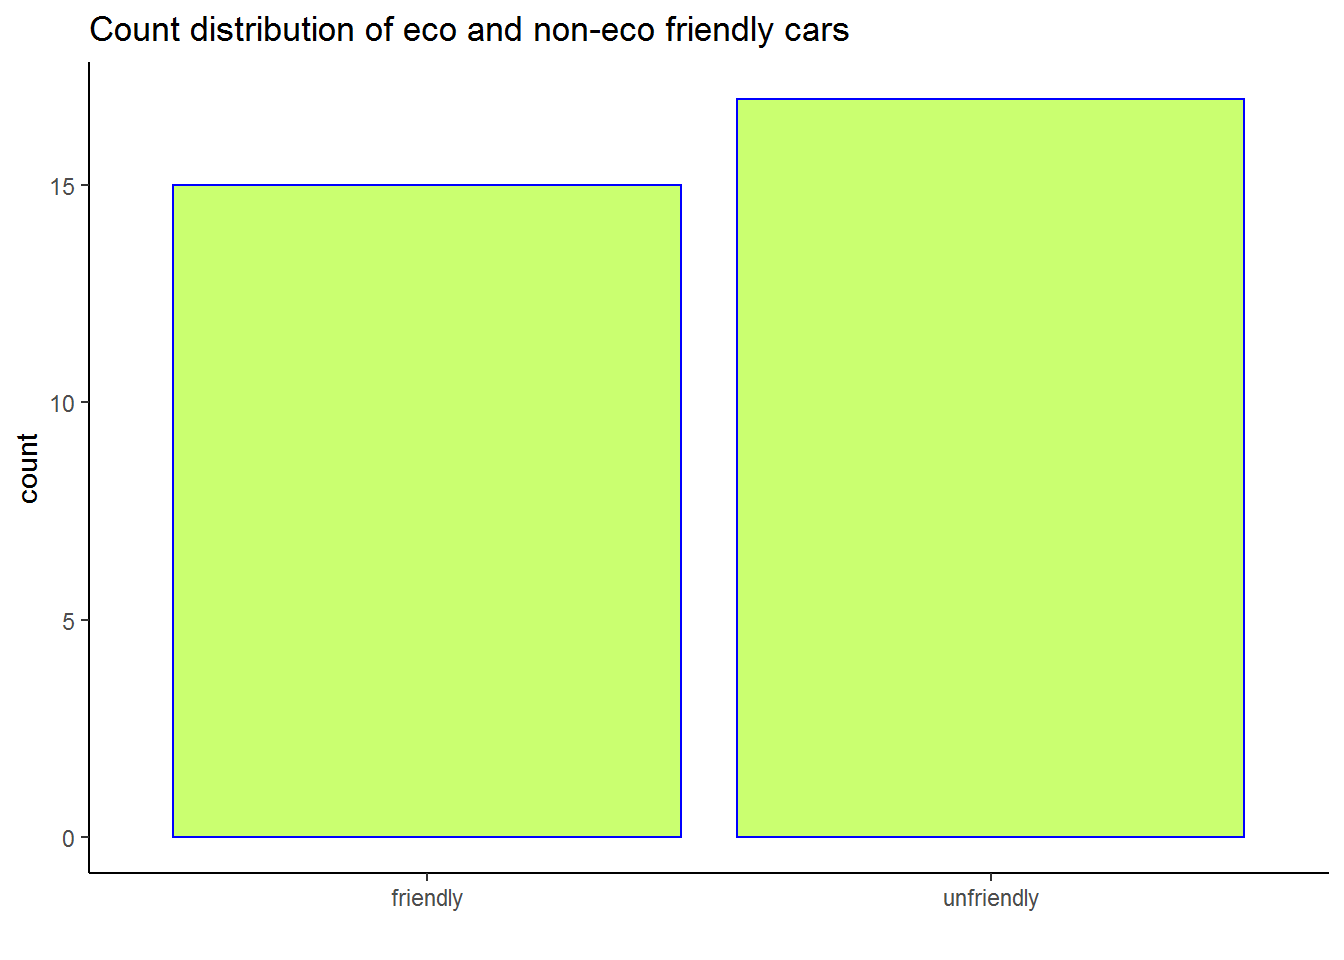 Count distribution of eco and non-eco friendly cars
15
10
5
0
count
friendly
unfriendly